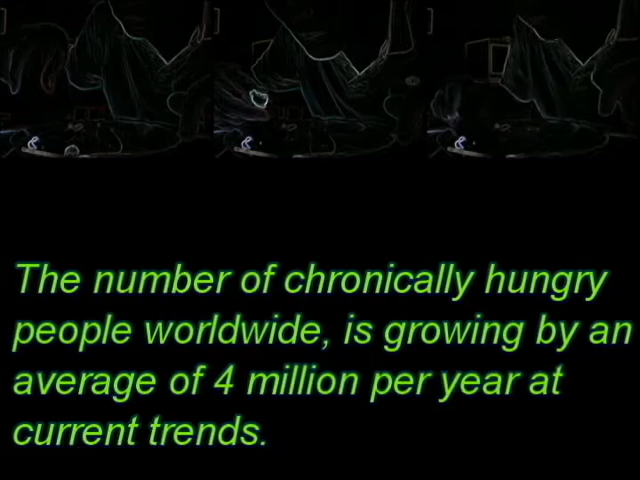 The number of chronically hungry
people worldwide, is growing by an
average of 4 million per year at
current trends.